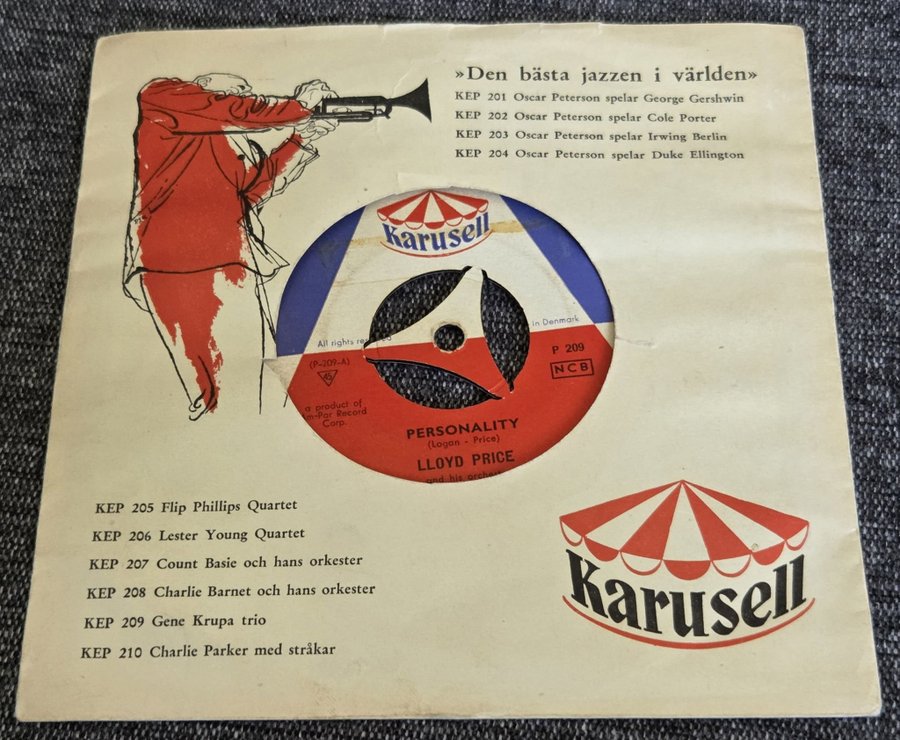 »Den bästa jazzen i världen»
KEP 201 Oscar Peterson spelar George Gershwin
KEP 202 Oscar Peterson spelar Cole Porter
KEP 203 Oscar Peterson spelar Irwing Berlin
KEP 204 Oscar Peterson spelar Duke Ellington
Karusell
All rights
in Denmark
(P-209-A)
45
P 209
NCB
a product of
m-Par Record
Corp.
PERSONALITY
(Logan - Price)
LLOYD PRICE
and his orchest
KEP 205 Flip Phillips Quartet
KEP 206 Lester Young Quartet
KEP 207 Count Basie och hans orkester
KEP 208 Charlie Barnet och hans orkester
KEP 209 Gene Krupa trio
KEP 210 Charlie Parker med stråkar
Karusell